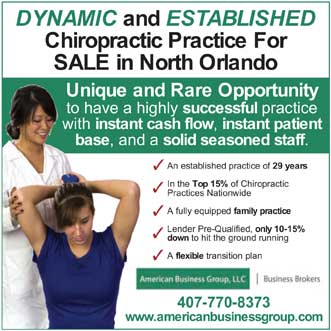 DYNAMIC and ESTABLISHED
Chiropractic Practice For
SALE in North Orlando
Unique and Rare Opportunity
to have a highly successful practice
with instant cash flow, instant patient
base, and a solid seasoned staff.
✓ An established practice of 29 years
✓ In the Top 15% of Chiropractic
Practices Nationwide
✓ A fully equipped family practice
✓ Lender Pre-Qualified, only 10-15%
down to hit the ground running
✓ A flexible transition plan
American Business Group, LLC | Business Brokers
407-770-8373
www.americanbusinessgroup.com